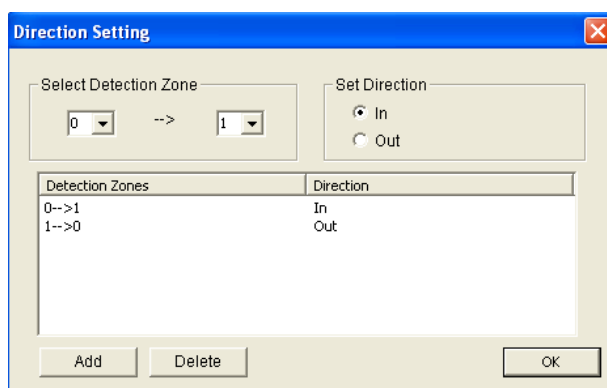 Direction Setting
Select Detection Zone
0 --> 1
Set Direction
In
Out
Detection Zones Direction
0-->1 In
1-->0 Out
Add Delete OK